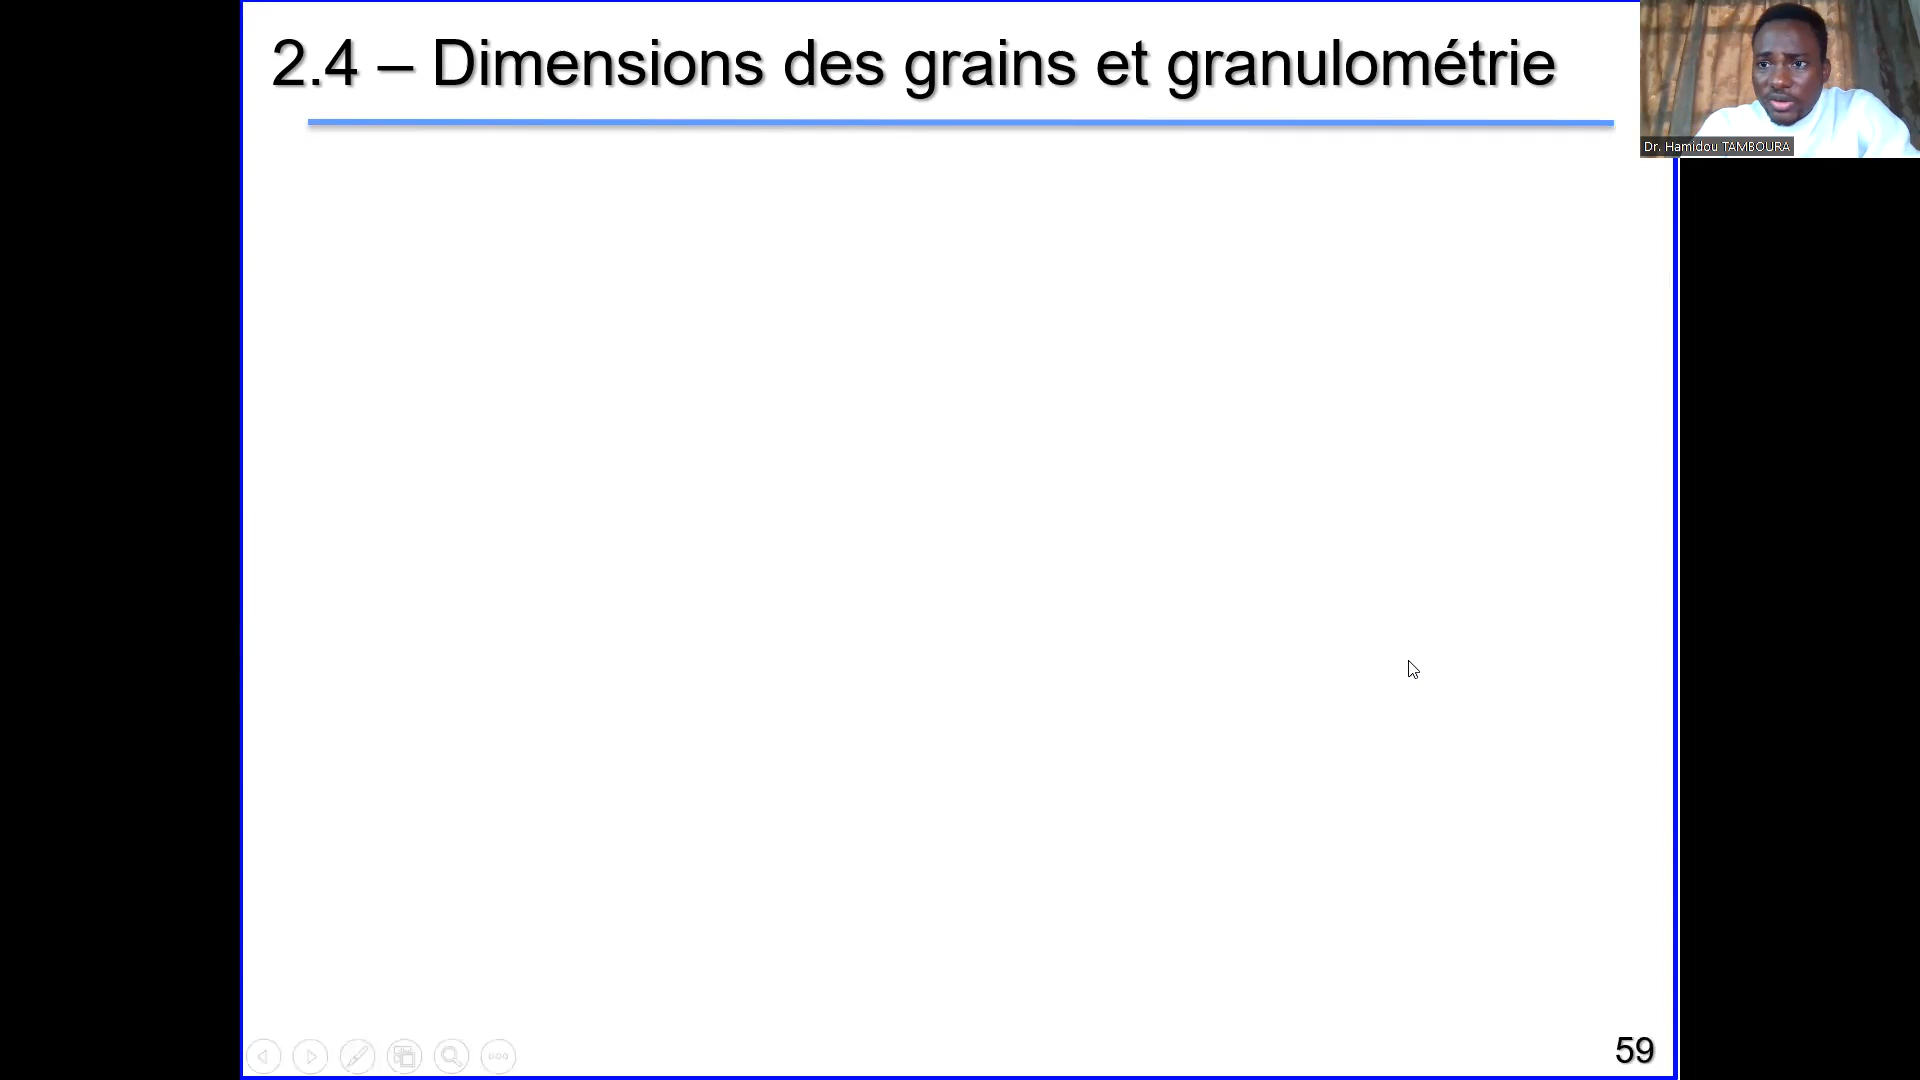 2.4 – Dimensions des grains et granulométrie
Dr. Hamidou TAMBOURA
59